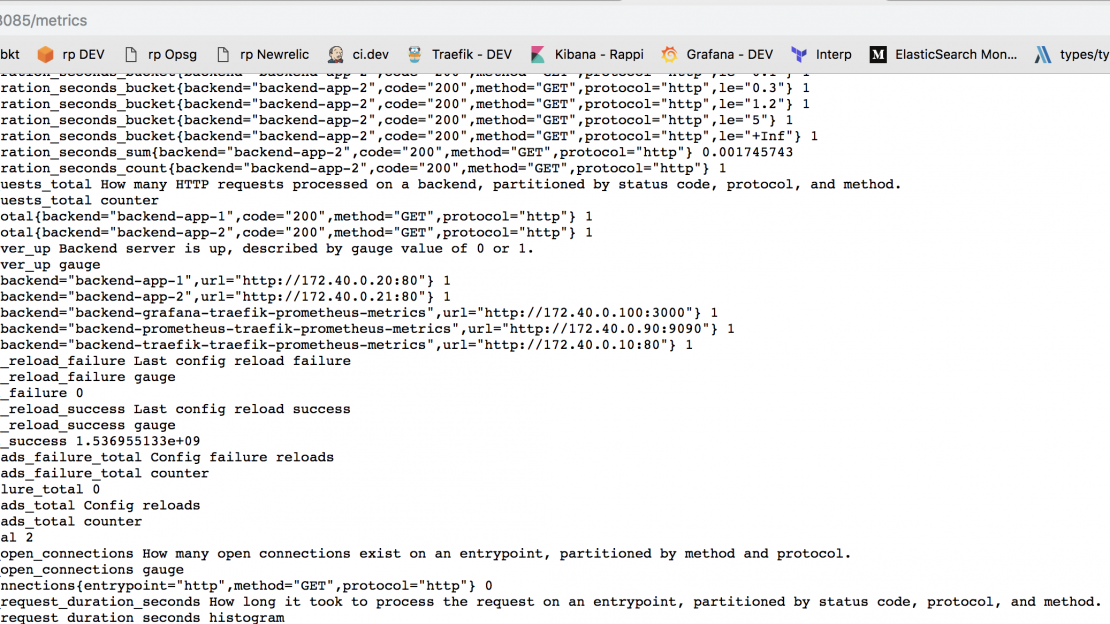 8085/metrics
bkt rp DEV rp Opsg rp Newrelic ci.dev Traefik - DEV Kibana - Rappi Grafana - DEV Interp M ElasticSearch Mon... types/ty
ration_seconds_bucket{backend="backend-app-2",code="200",method="GET",protocol="http",le="0.1"} 1
ration_seconds_bucket{backend="backend-app-2",code="200",method="GET",protocol="http",le="0.3"} 1
ration_seconds_bucket{backend="backend-app-2",code="200",method="GET",protocol="http",le="1.2"} 1
ration_seconds_bucket{backend="backend-app-2",code="200",method="GET",protocol="http",le="5"} 1
ration_seconds_bucket{backend="backend-app-2",code="200",method="GET",protocol="http",le="+Inf"} 1
ration_seconds_sum{backend="backend-app-2",code="200",method="GET",protocol="http"} 0.001745743
ration_seconds_count{backend="backend-app-2",code="200",method="GET",protocol="http"} 1
uests_total How many HTTP requests processed on a backend, partitioned by status code, protocol, and method.
uests_total counter
otal{backend="backend-app-1",code="200",method="GET",protocol="http"} 1
otal{backend="backend-app-2",code="200",method="GET",protocol="http"} 1
ver_up Backend server is up, described by gauge value of 0 or 1.
ver_up gauge
backend="backend-app-1",url="http://172.40.0.20:80"} 1
backend="backend-app-2",url="http://172.40.0.21:80"} 1
backend="backend-grafana-traefik-prometheus-metrics",url="http://172.40.0.100:3000"} 1
backend="backend-prometheus-traefik-prometheus-metrics",url="http://172.40.0.90:9090"} 1
backend="backend-traefik-traefik-prometheus-metrics",url="http://172.40.0.10:80"} 1
_reload_failure Last config reload failure
_reload_failure gauge
_failure 0
_reload_success Last config reload success
_reload_success gauge
_success 1.536955133e+09
ads_failure_total Config failure reloads
ads_failure_total counter
lure_total 0
ads_total Config reloads
ads_total counter
al 2
open_connections How many open connections exist on an entrypoint, partitioned by method and protocol.
open_connections gauge
nnections{entrypoint="http",method="GET",protocol="http"} 0
request_duration_seconds How long it took to process the request on an entrypoint, partitioned by status code, protocol, and method.
request_duration_seconds histogram